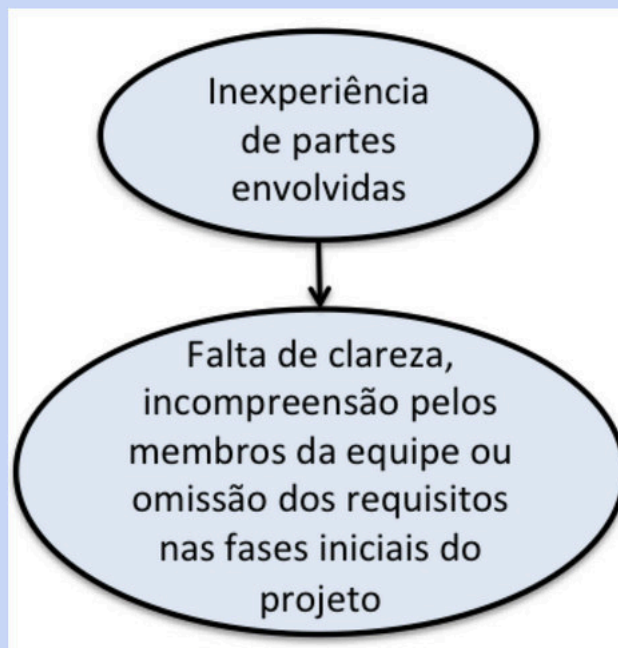 Inexperiência
de partes
envolvidas
Falta de clareza,
incompreensão pelos
membros da equipe ou
omissão dos requisitos
nas fases iniciais do
projeto